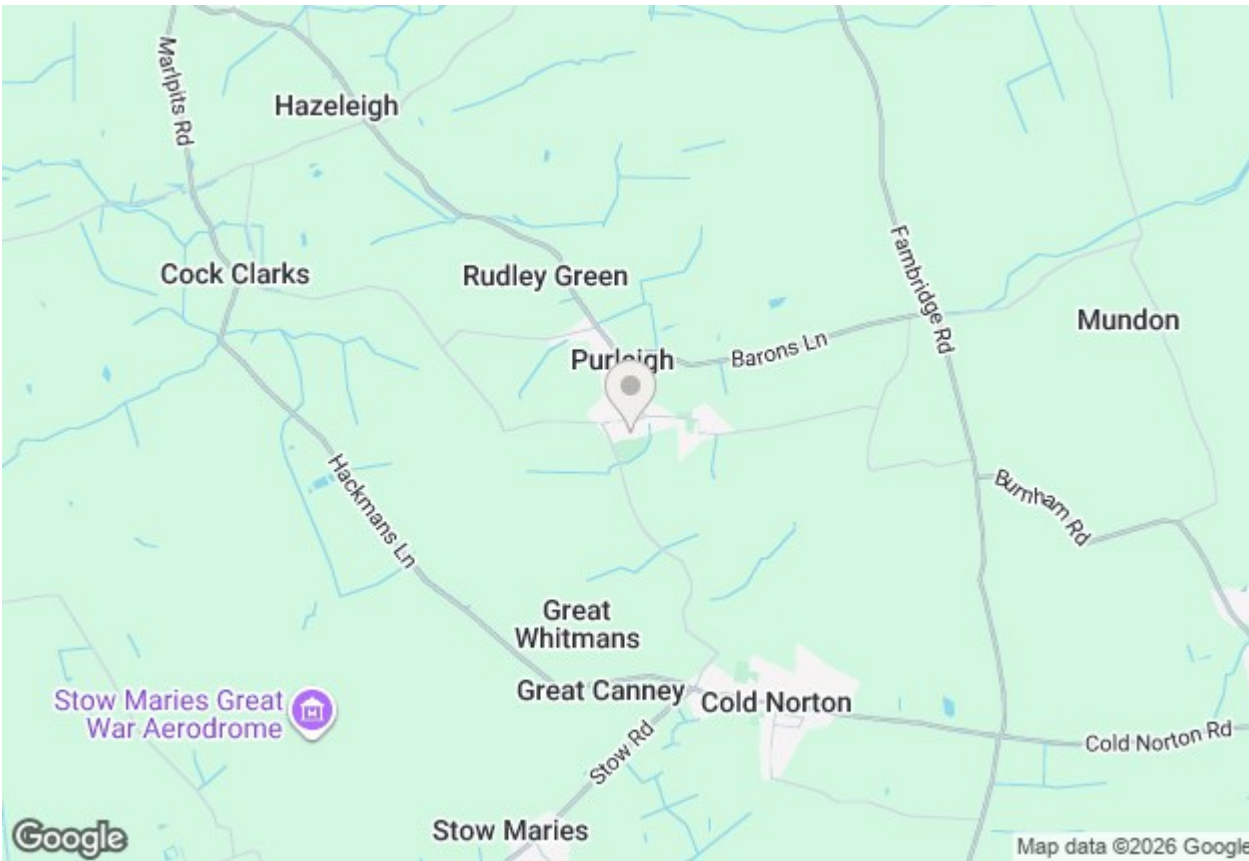 Marlpits Rd
Hazeleigh
Cock Clarks
Rudley Green
Fambridge Rd
Mundon
Purleigh
Barons Ln
Hackmans Ln
Burnham Rd
Great
Whitmans
Great Canney
Cold Norton
Stow Maries Great
War Aerodrome
Stow Rd
Cold Norton Rd
Stow Maries
Google
Map data ©2026 Google